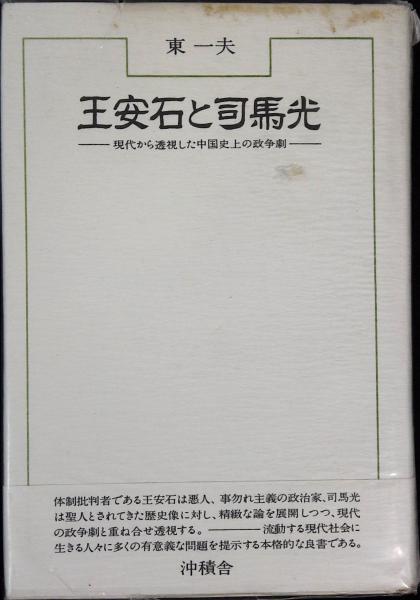 東 一夫
王安石と司馬光
――現代から透視した中国史上の政争劇――
体制批判者である王安石は悪人、事勿れ主義の政治家、司馬光
は聖人とされてきた歴史像に対し、精緻な論を展開しつつ、現代
の政争劇と重ね合せ透視する。――――流動する現代社会に
生きる人々に多くの有意義な問題を提示する本格的な良書である。
沖積舎